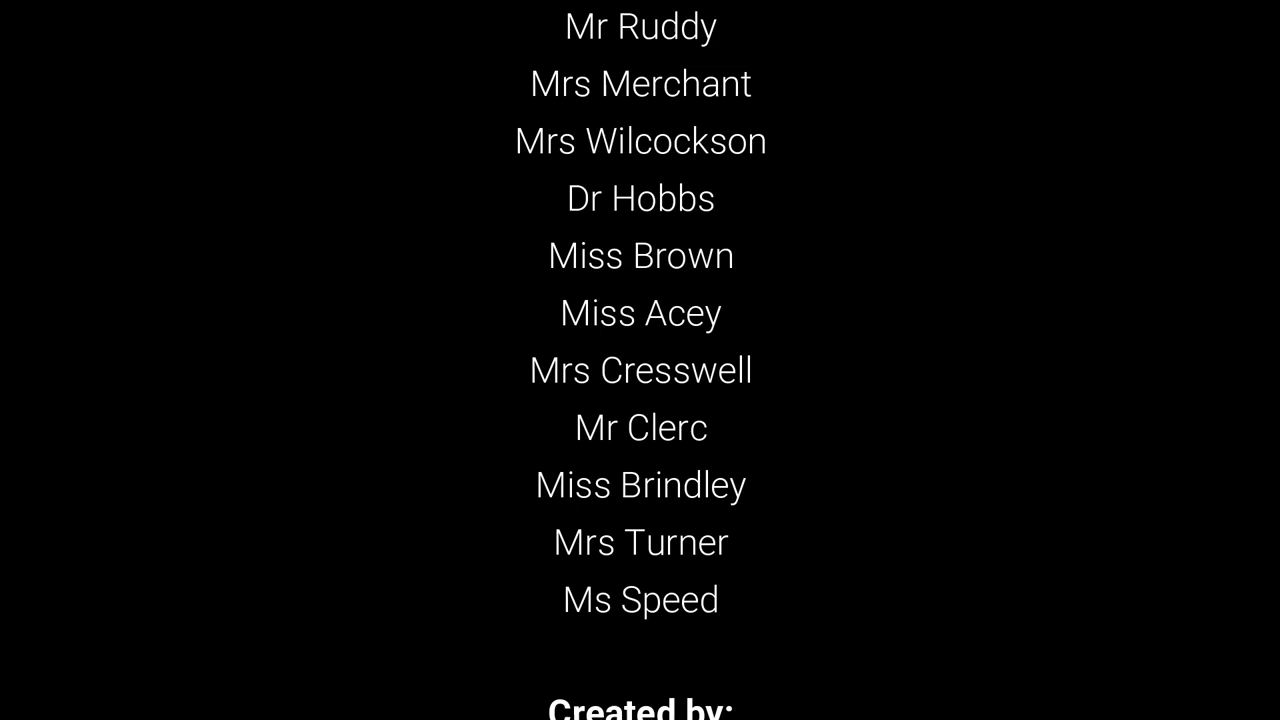 Mr Ruddy
Mrs Merchant
Mrs Wilcockson
Dr Hobbs
Miss Brown
Miss Acey
Mrs Cresswell
Mr Clerc
Miss Brindley
Mrs Turner
Ms Speed
Created by: